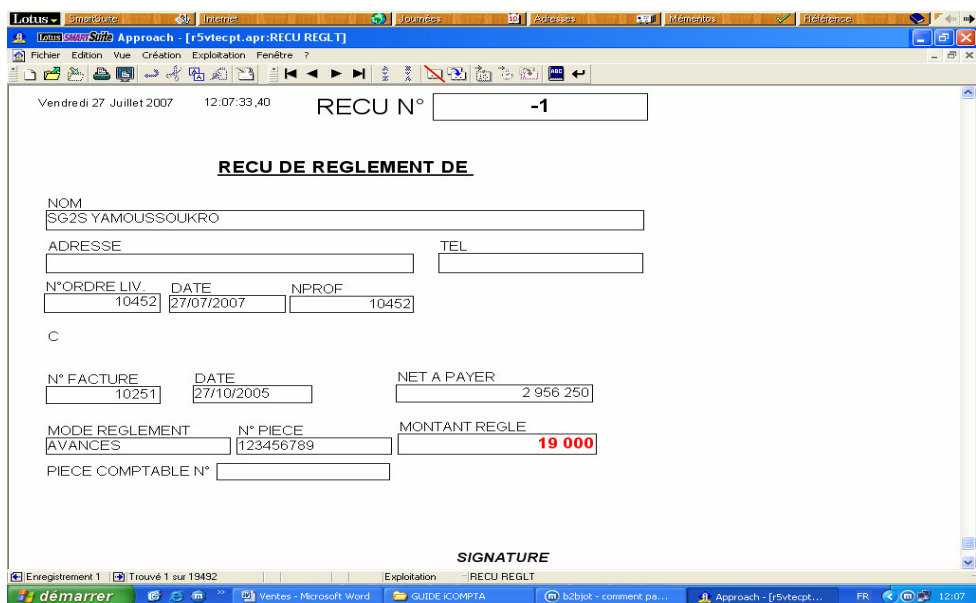 Lotus SmartSuite Internet Journées 10 Adresses Mémentos Référence
Lotus SMARTSuite Approach - [r5vtecpt.apr:RECU REGLT]
Fichier Edition Vue Création Exploitation Fenêtre ?
Vendredi 27 Juillet 2007 12:07:33,40 RECU N° -1
RECU DE REGLEMENT DE
NOM
SG2S YAMOUSSOUKRO
ADRESSE TEL
N°ORDRE LIV. DATE NPROF
10452 27/07/2007 10452
C
N° FACTURE DATE NET A PAYER
10251 27/10/2005 2 956 250
MODE REGLEMENT N° PIECE MONTANT REGLE
AVANCES 123456789 19 000
PIECE COMPTABLE N°
SIGNATURE
Enregistrement 1 Trouvé 1 sur 19492 Exploitation RECU REGLT
démarrer Ventes - Microsoft Word GUIDE iCOMPTA b2bjot - comment pa... Approach - [r5vtecpt... FR 12:07